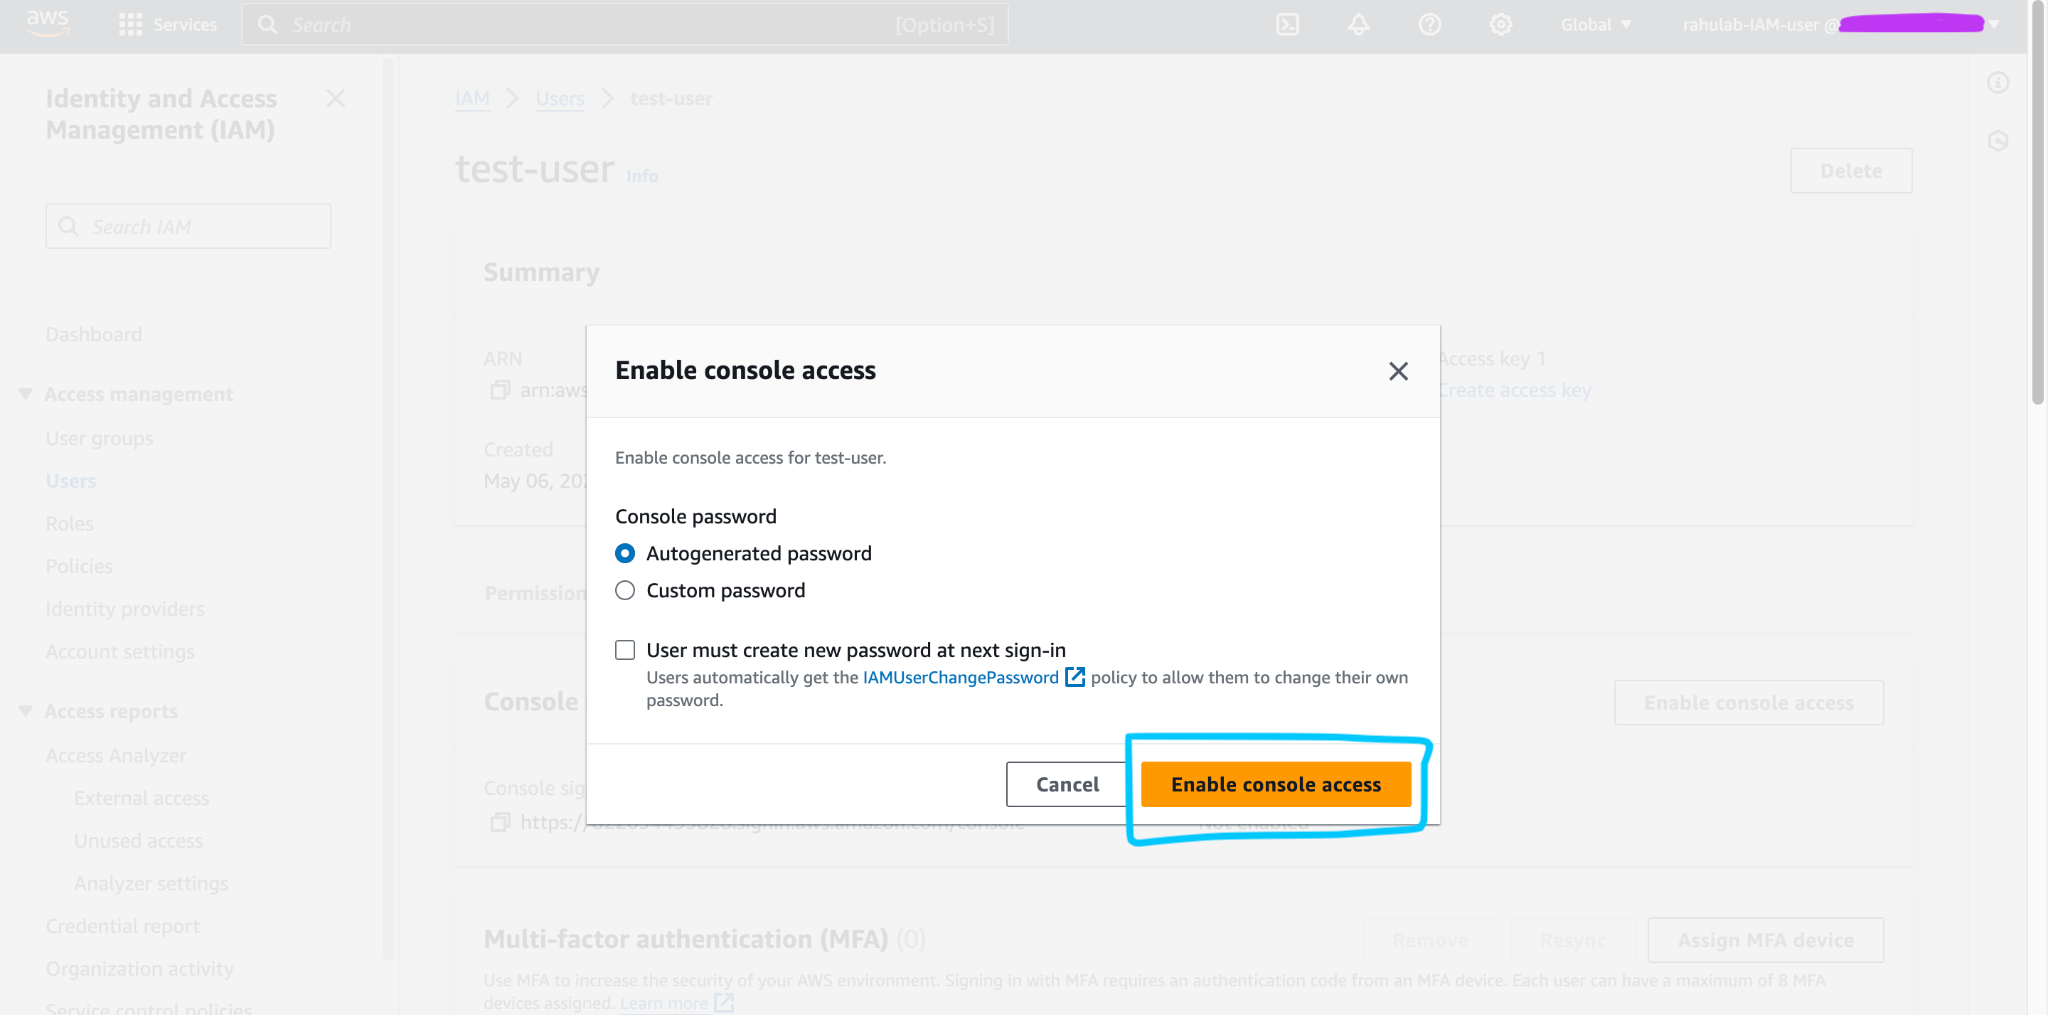 aws
Services
Search
[Option+S]
Global
rahulab-IAM-user @
Identity and Access
Management (IAM)
Search IAM
Dashboard
Access management
User groups
Users
Roles
Policies
Identity providers
Account settings
Access reports
Access Analyzer
External access
Unused access
Analyzer settings
Credential report
Organization activity
Service control policies
IAM > Users > test-user
test-user Info
Delete
Summary
ARN
arn:aws
Created
May 06, 202
Access key 1
Create access key
Permission
Console
Enable console access
Console sig
https://
Not enabled
Enable console access
Enable console access for test-user.
Console password
Autogenerated password
Custom password
User must create new password at next sign-in
Users automatically get the IAMUserChangePassword policy to allow them to change their own
password.
Cancel
Enable console access
Multi-factor authentication (MFA) (0)
Remove
Resync
Assign MFA device
Use MFA to increase the security of your AWS environment. Signing in with MFA requires an authentication code from an MFA device. Each user can have a maximum of 8 MFA
devices assigned. Learn more